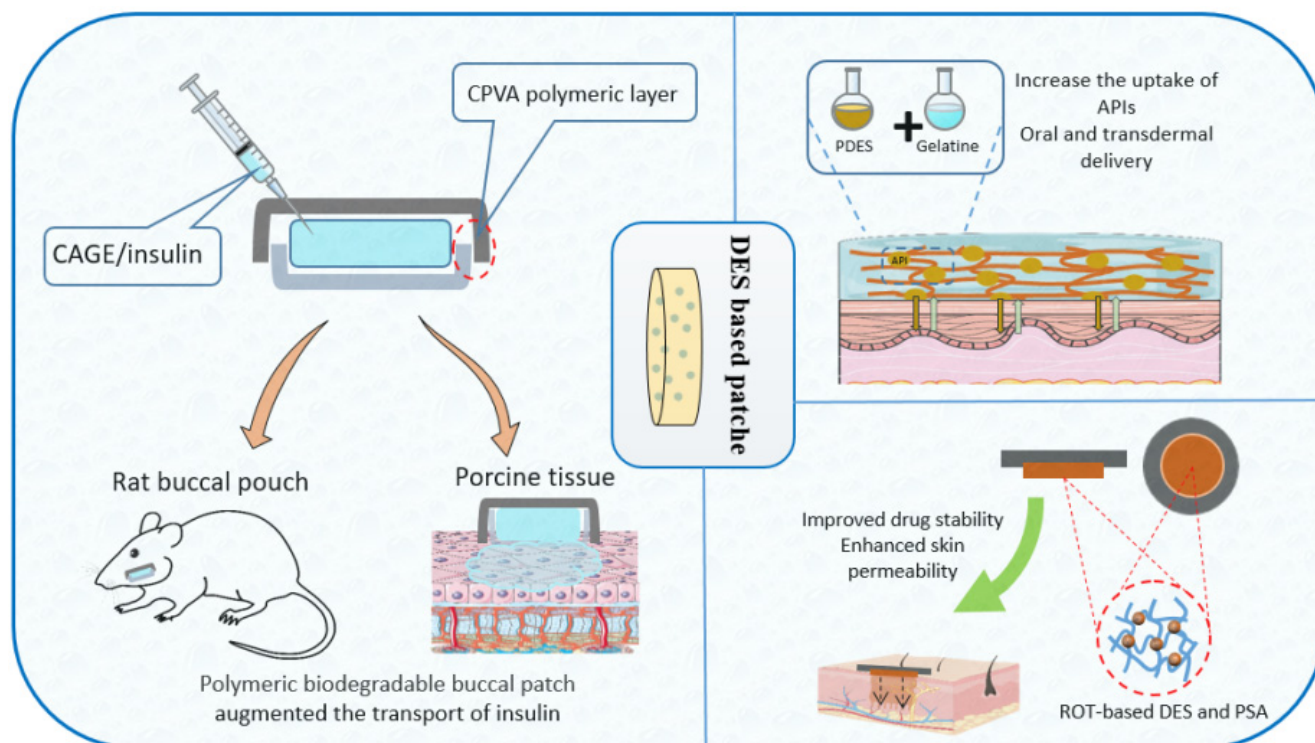 CPVA polymeric layer
CAGE/insulin
Rat buccal pouch
Porcine tissue
Polymeric biodegradable buccal patch
augmented the transport of insulin
DES based patche
PDES
+
Gelatine
Increase the uptake of
APIs
Oral and transdermal
delivery
API
Improved drug stability
Enhanced skin
permeability
ROT-based DES and PSA